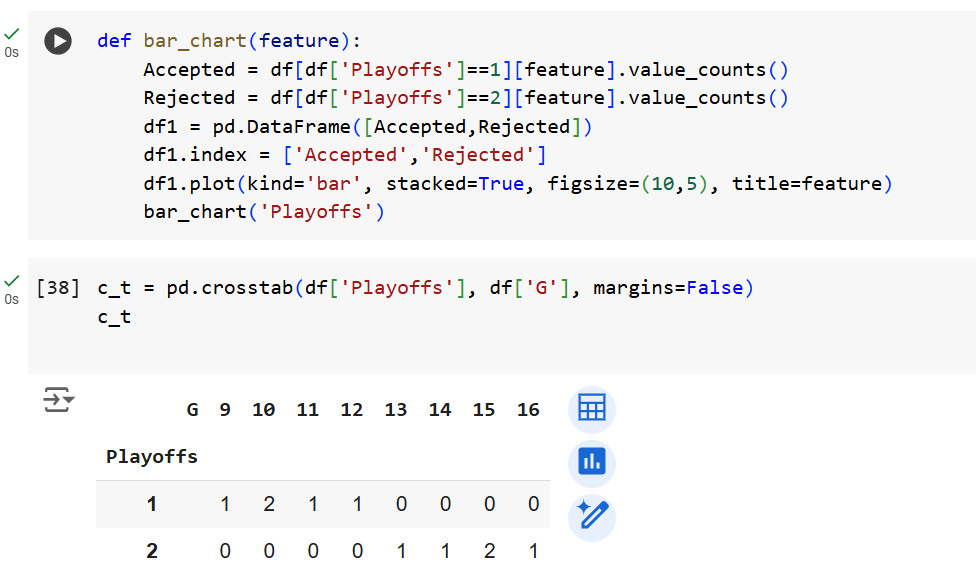 def bar_chart(feature):
0s
    Accepted = df[df['Playoffs']==1][feature].value_counts()
    Rejected = df[df['Playoffs']==2][feature].value_counts()
    df1 = pd.DataFrame([Accepted,Rejected])
    df1.index = ['Accepted','Rejected']
    df1.plot(kind='bar', stacked=True, figsize=(10,5), title=feature)
    bar_chart('Playoffs')
[38] c_t = pd.crosstab(df['Playoffs'], df['G'], margins=False)
0s
c_t
G 9 10 11 12 13 14 15 16
Playoffs
1 1 2 1 1 0 0 0 0
2 0 0 0 0 1 1 2 1